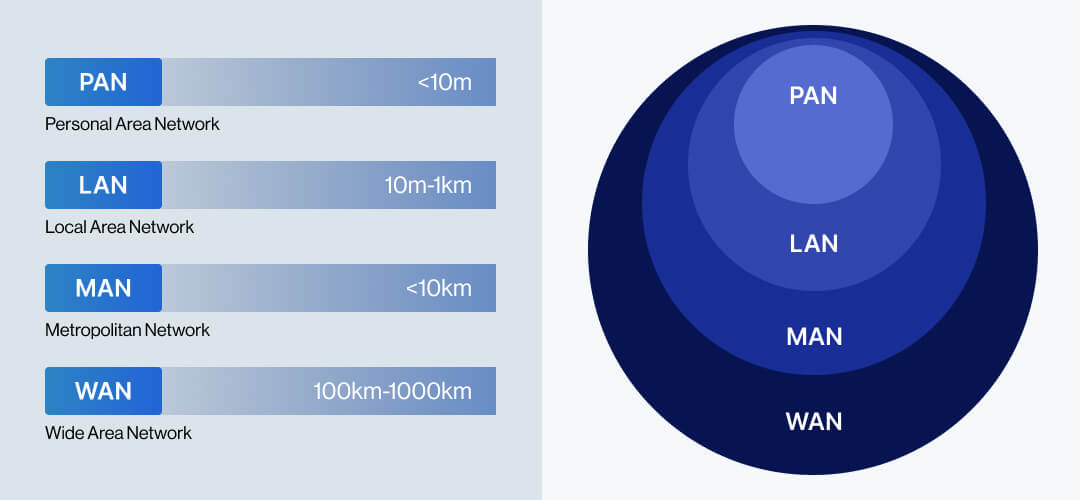 PAN
<10m
Personal Area Network
LAN
10m-1km
Local Area Network
MAN
<10km
Metropolitan Network
WAN
100km-1000km
Wide Area Network
PAN
LAN
MAN
WAN